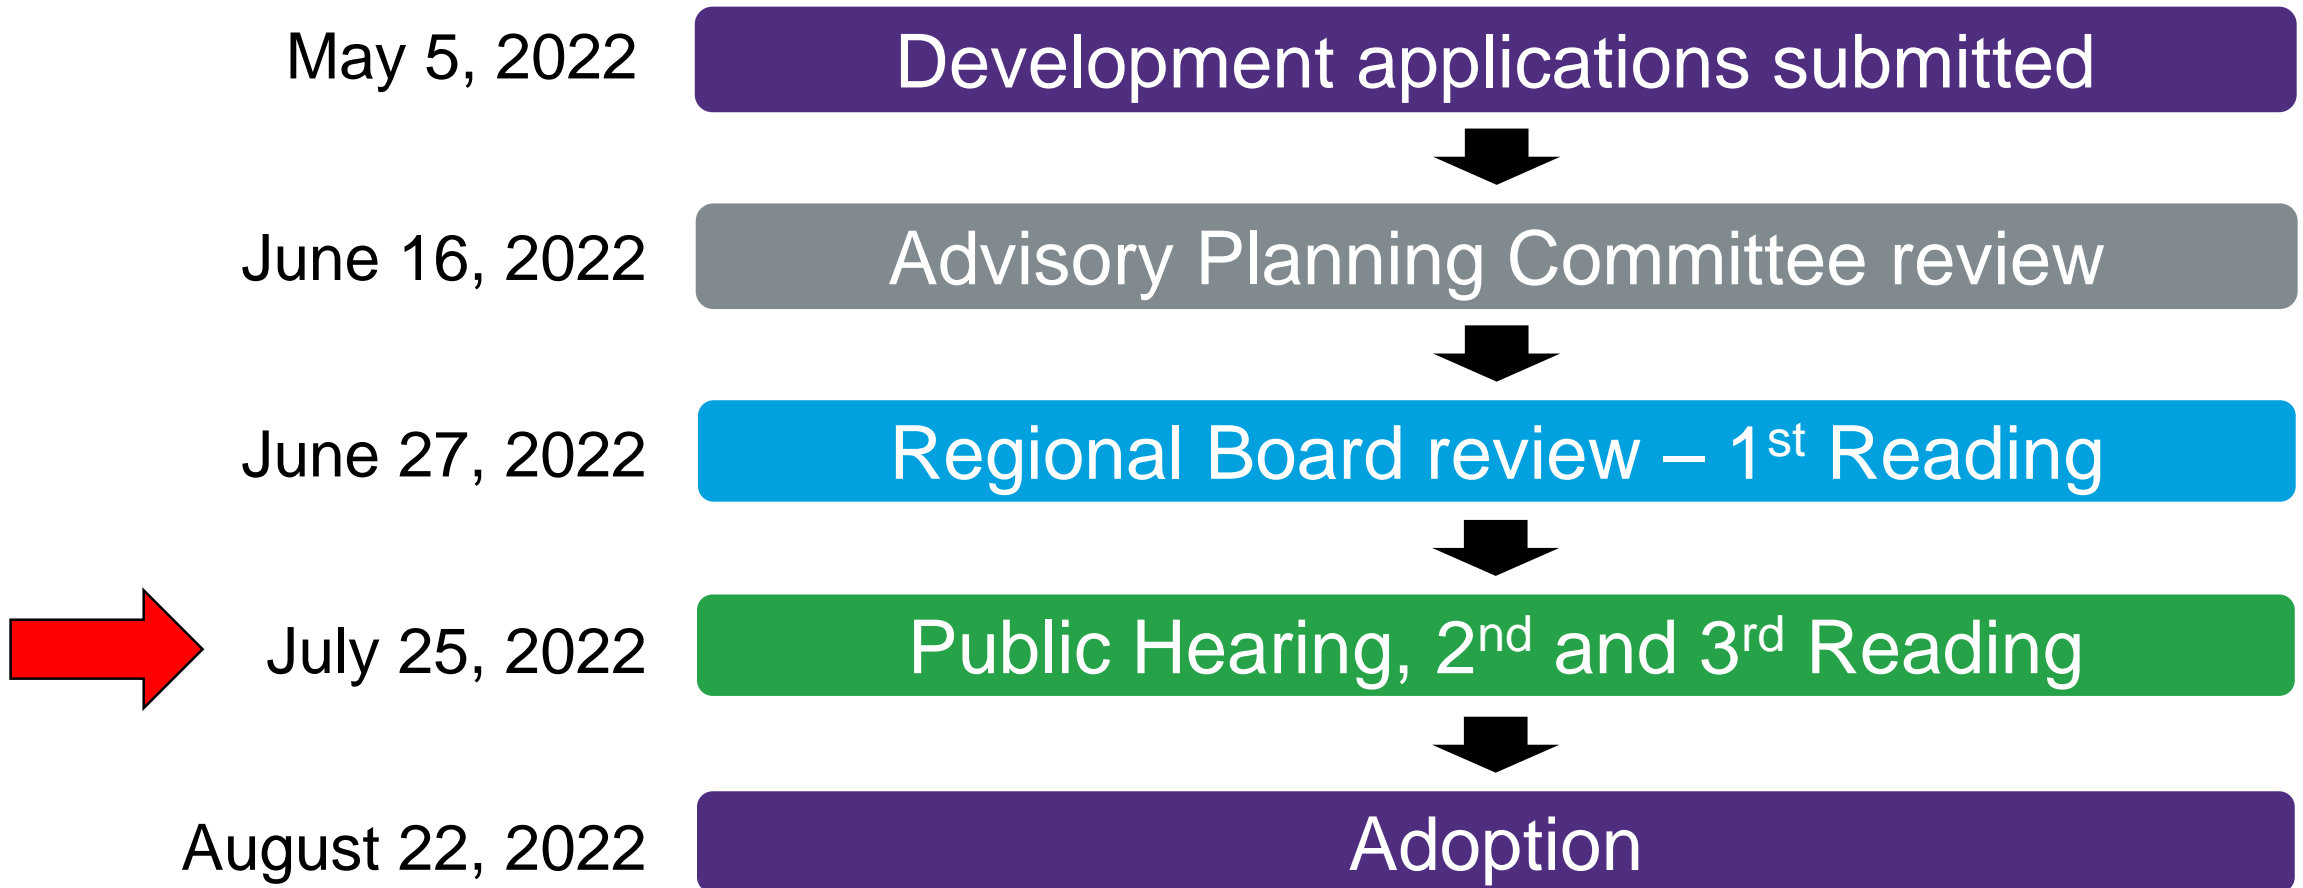 May 5, 2022 Development applications submitted
June 16, 2022 Advisory Planning Committee review
June 27, 2022 Regional Board review – 1st Reading
July 25, 2022 Public Hearing, 2nd and 3rd Reading
August 22, 2022 Adoption